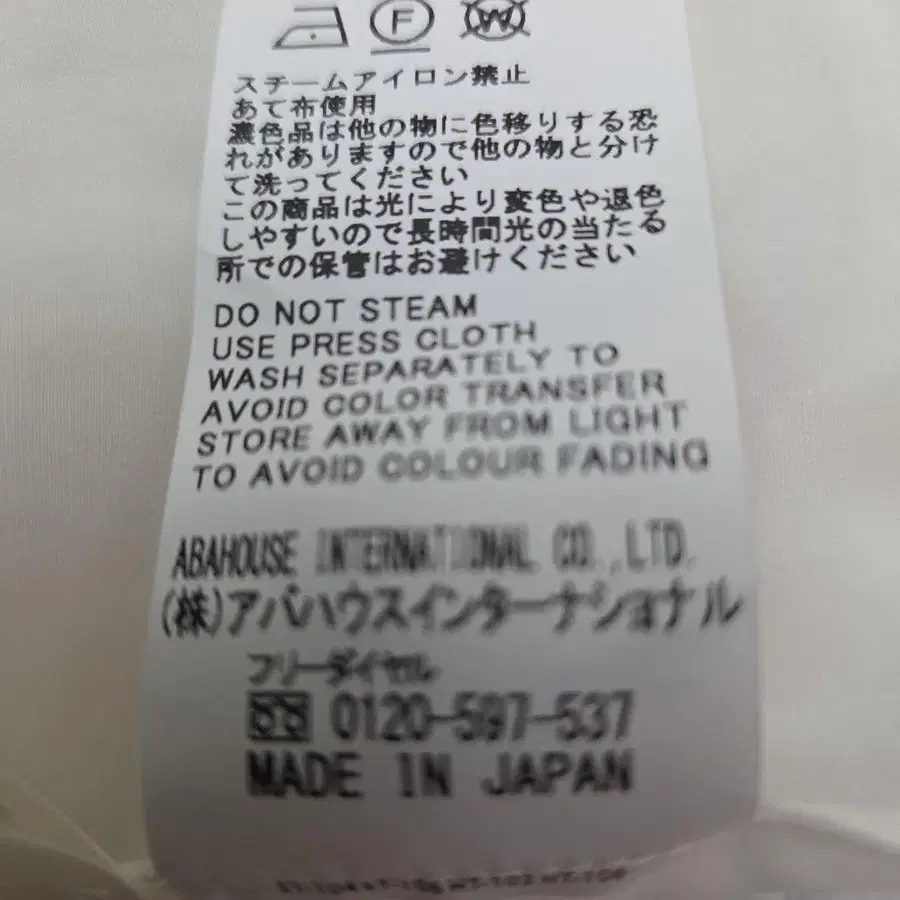 F
W
スチームアイロン禁止
あて布使用
濃色品は他の物に色移りする恐
れがありますので他の物と分け
て洗ってください
この商品は光により変色や退色
しやすいので長時間光の当たる
所での保管はお避けください
DO NOT STEAM
USE PRESS CLOTH
WASH SEPARATELY TO
AVOID COLOR TRANSFER
STORE AWAY FROM LIGHT
TO AVOID COLOUR FADING
ABAHOUSE INTERNATIONAL CO.,LTD.
(株)アバハウスインターナショナル
フリーダイヤル
0120-597-537
MADE IN JAPAN